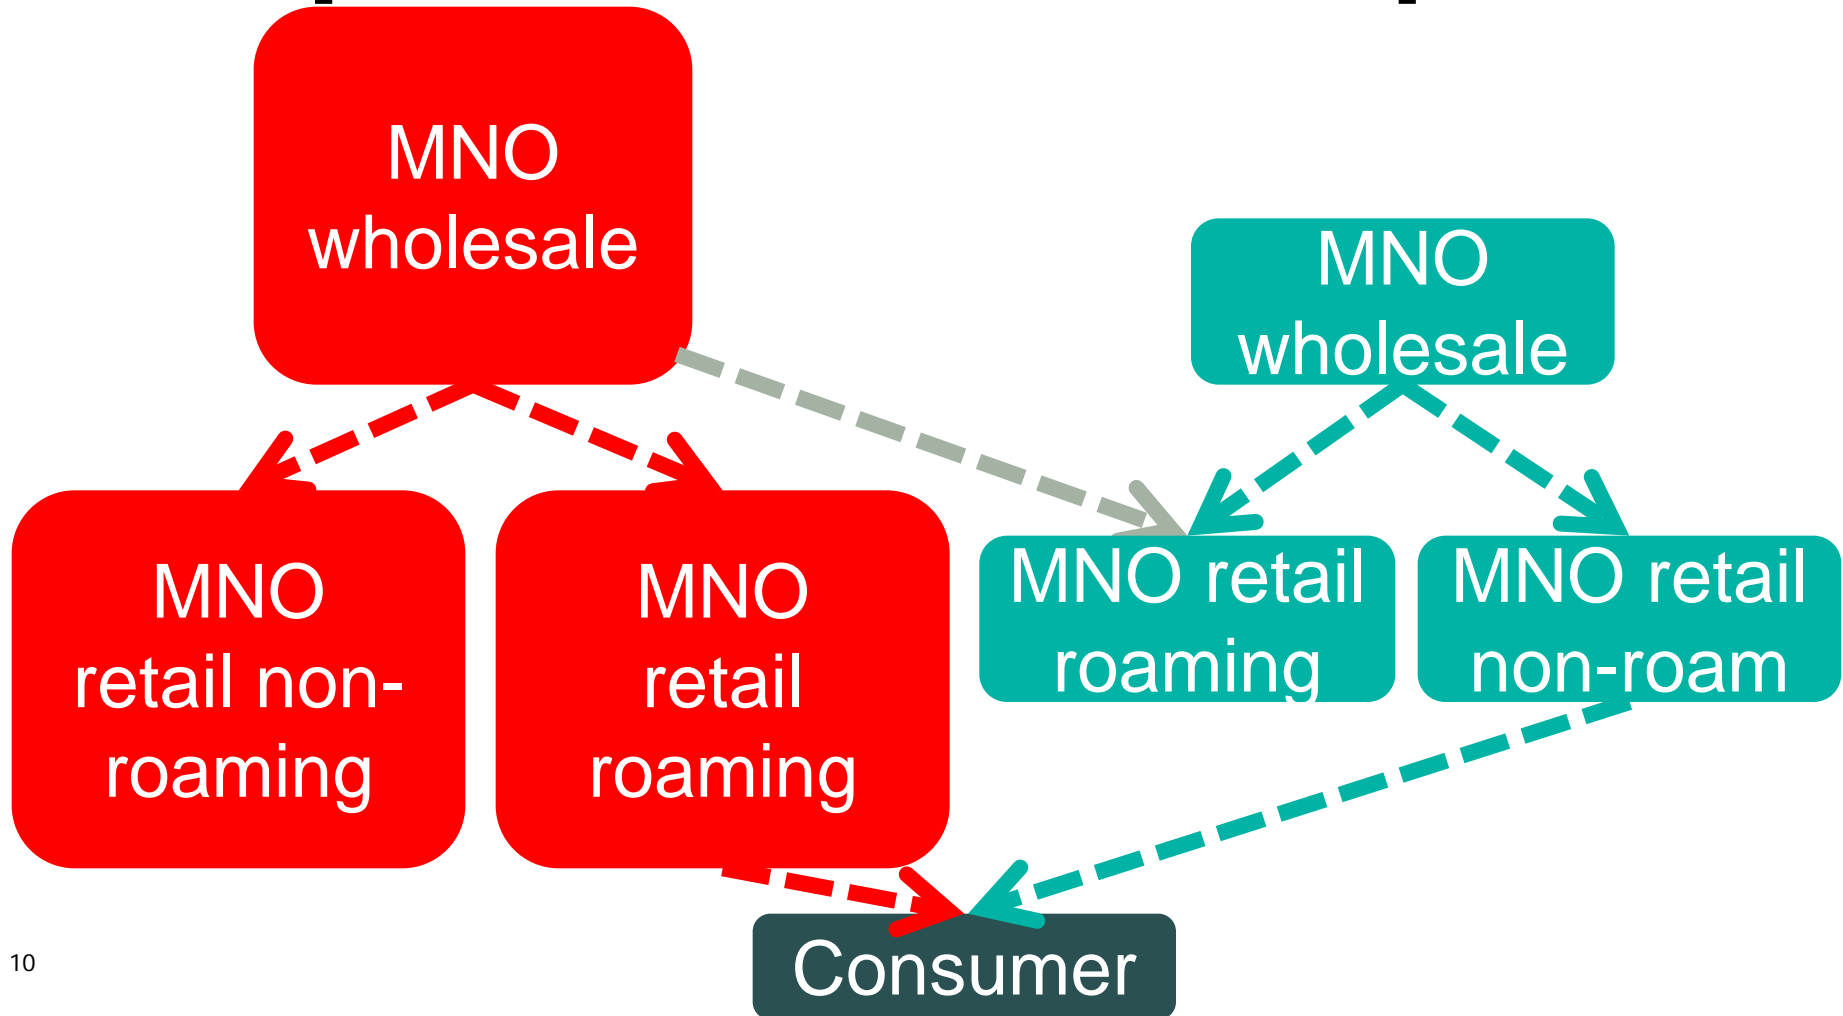 MNO
wholesale
MNO
wholesale
MNO
retail non-
roaming
MNO
retail
roaming
MNO retail
roaming
MNO retail
non-roam
Consumer
10